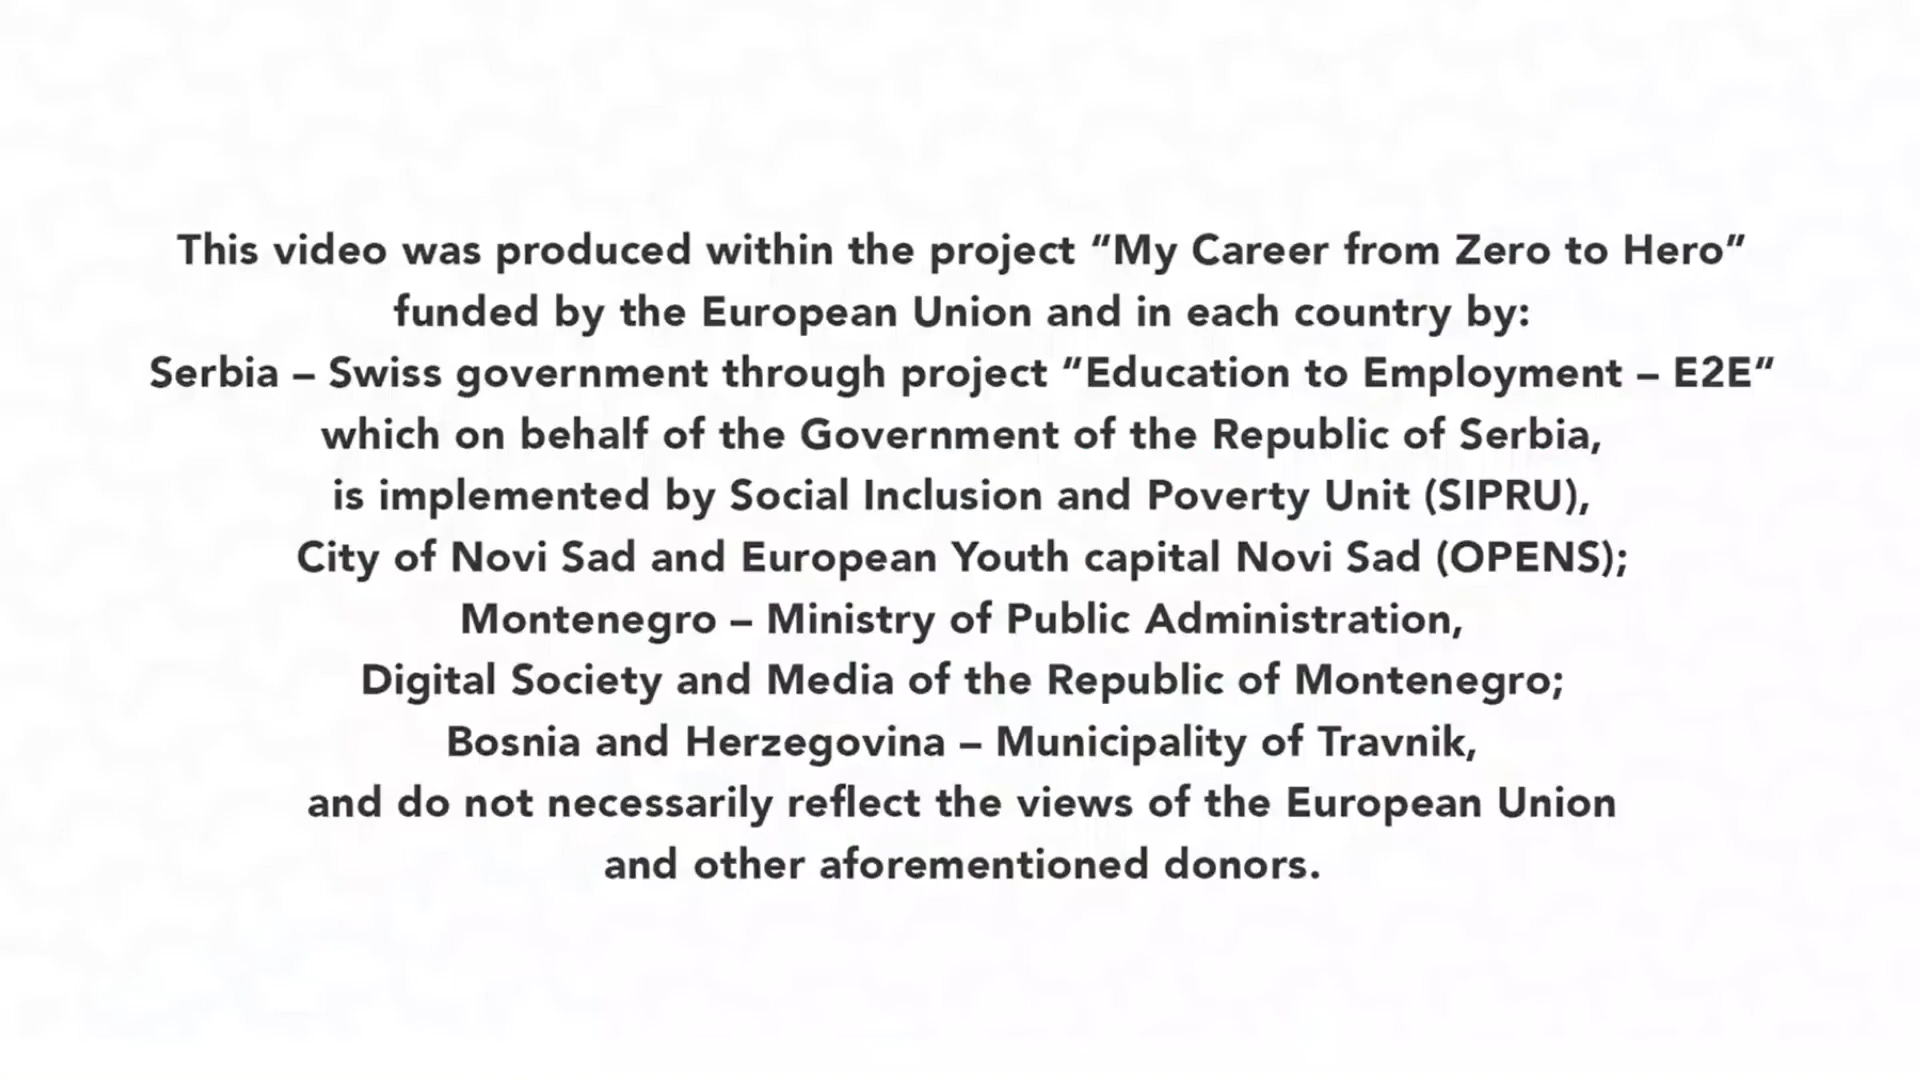 This video was produced within the project “My Career from Zero to Hero”
funded by the European Union and in each country by:
Serbia – Swiss government through project “Education to Employment – E2E”
which on behalf of the Government of the Republic of Serbia,
is implemented by Social Inclusion and Poverty Unit (SIPRU),
City of Novi Sad and European Youth capital Novi Sad (OPENS);
Montenegro – Ministry of Public Administration,
Digital Society and Media of the Republic of Montenegro;
Bosnia and Herzegovina – Municipality of Travnik,
and do not necessarily reflect the views of the European Union
and other aforementioned donors.